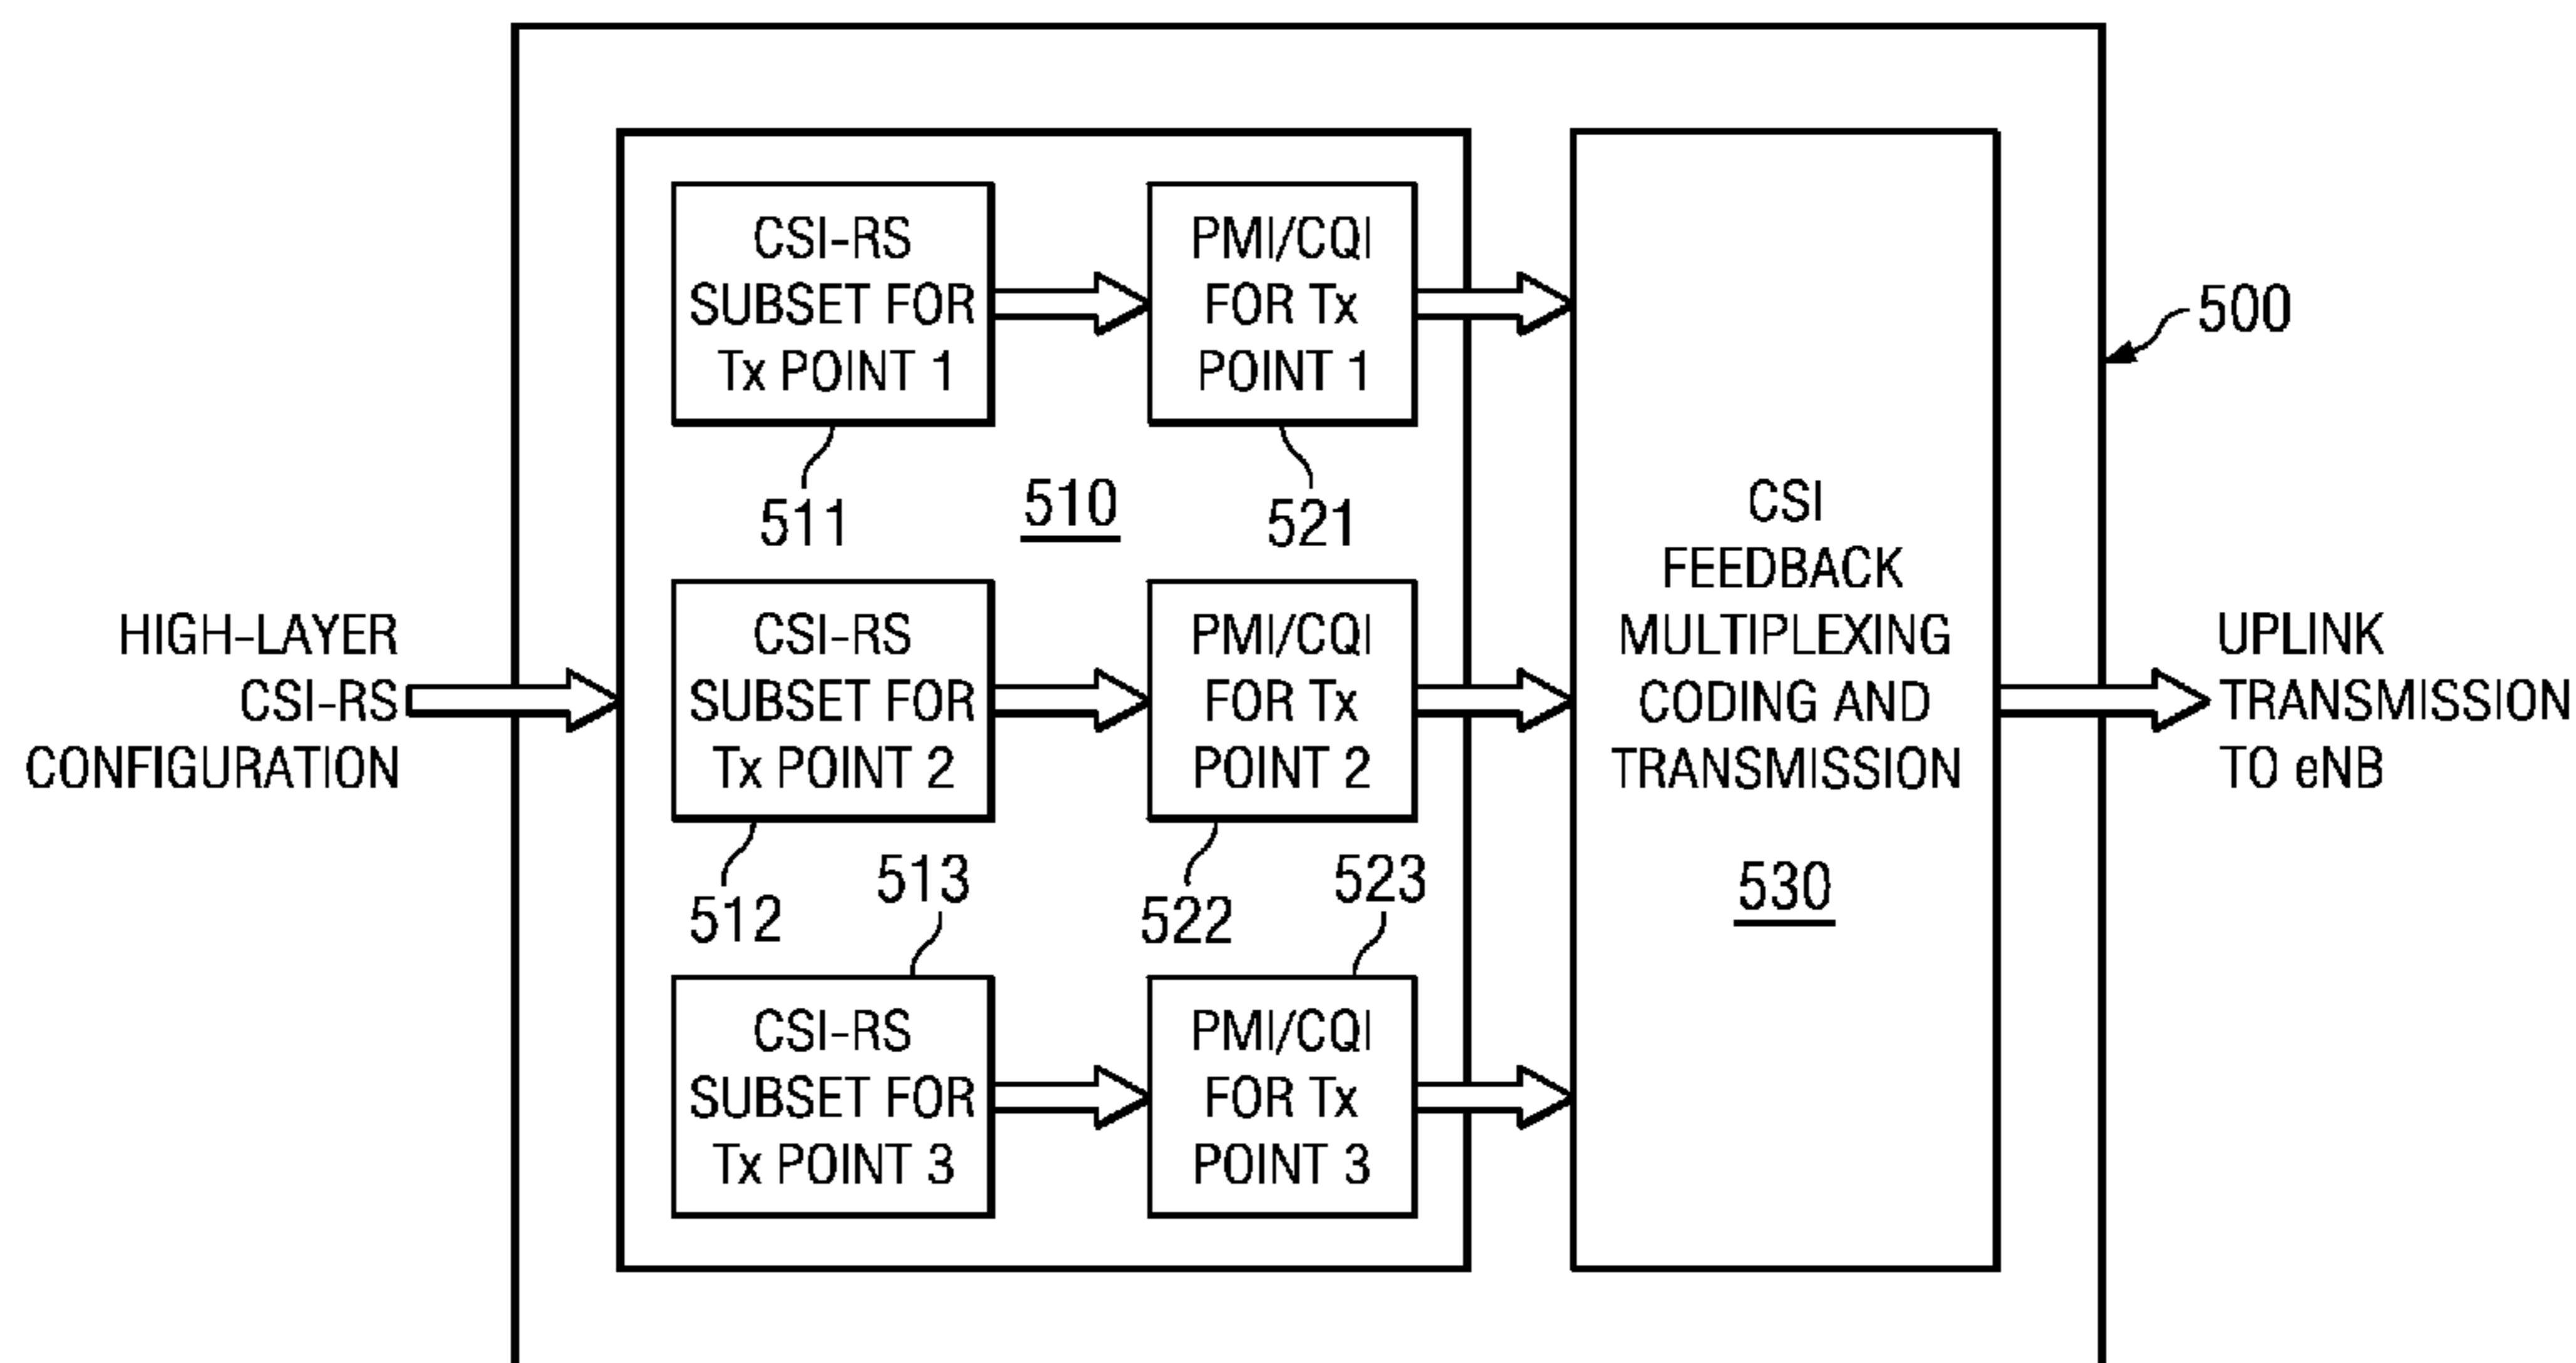 HIGH-LAYER
CSI-RS
CONFIGURATION
CSI-RS
SUBSET FOR
Tx POINT 1
511
PMI/CQI
FOR Tx
POINT 1
521
510
CSI-RS
SUBSET FOR
Tx POINT 2
512
PMI/CQI
FOR Tx
POINT 2
522
513
CSI-RS
SUBSET FOR
Tx POINT 3
523
PMI/CQI
FOR Tx
POINT 3
CSI
FEEDBACK
MULTIPLEXING
CODING AND
TRANSMISSION
530
500
UPLINK
TRANSMISSION
TO eNB